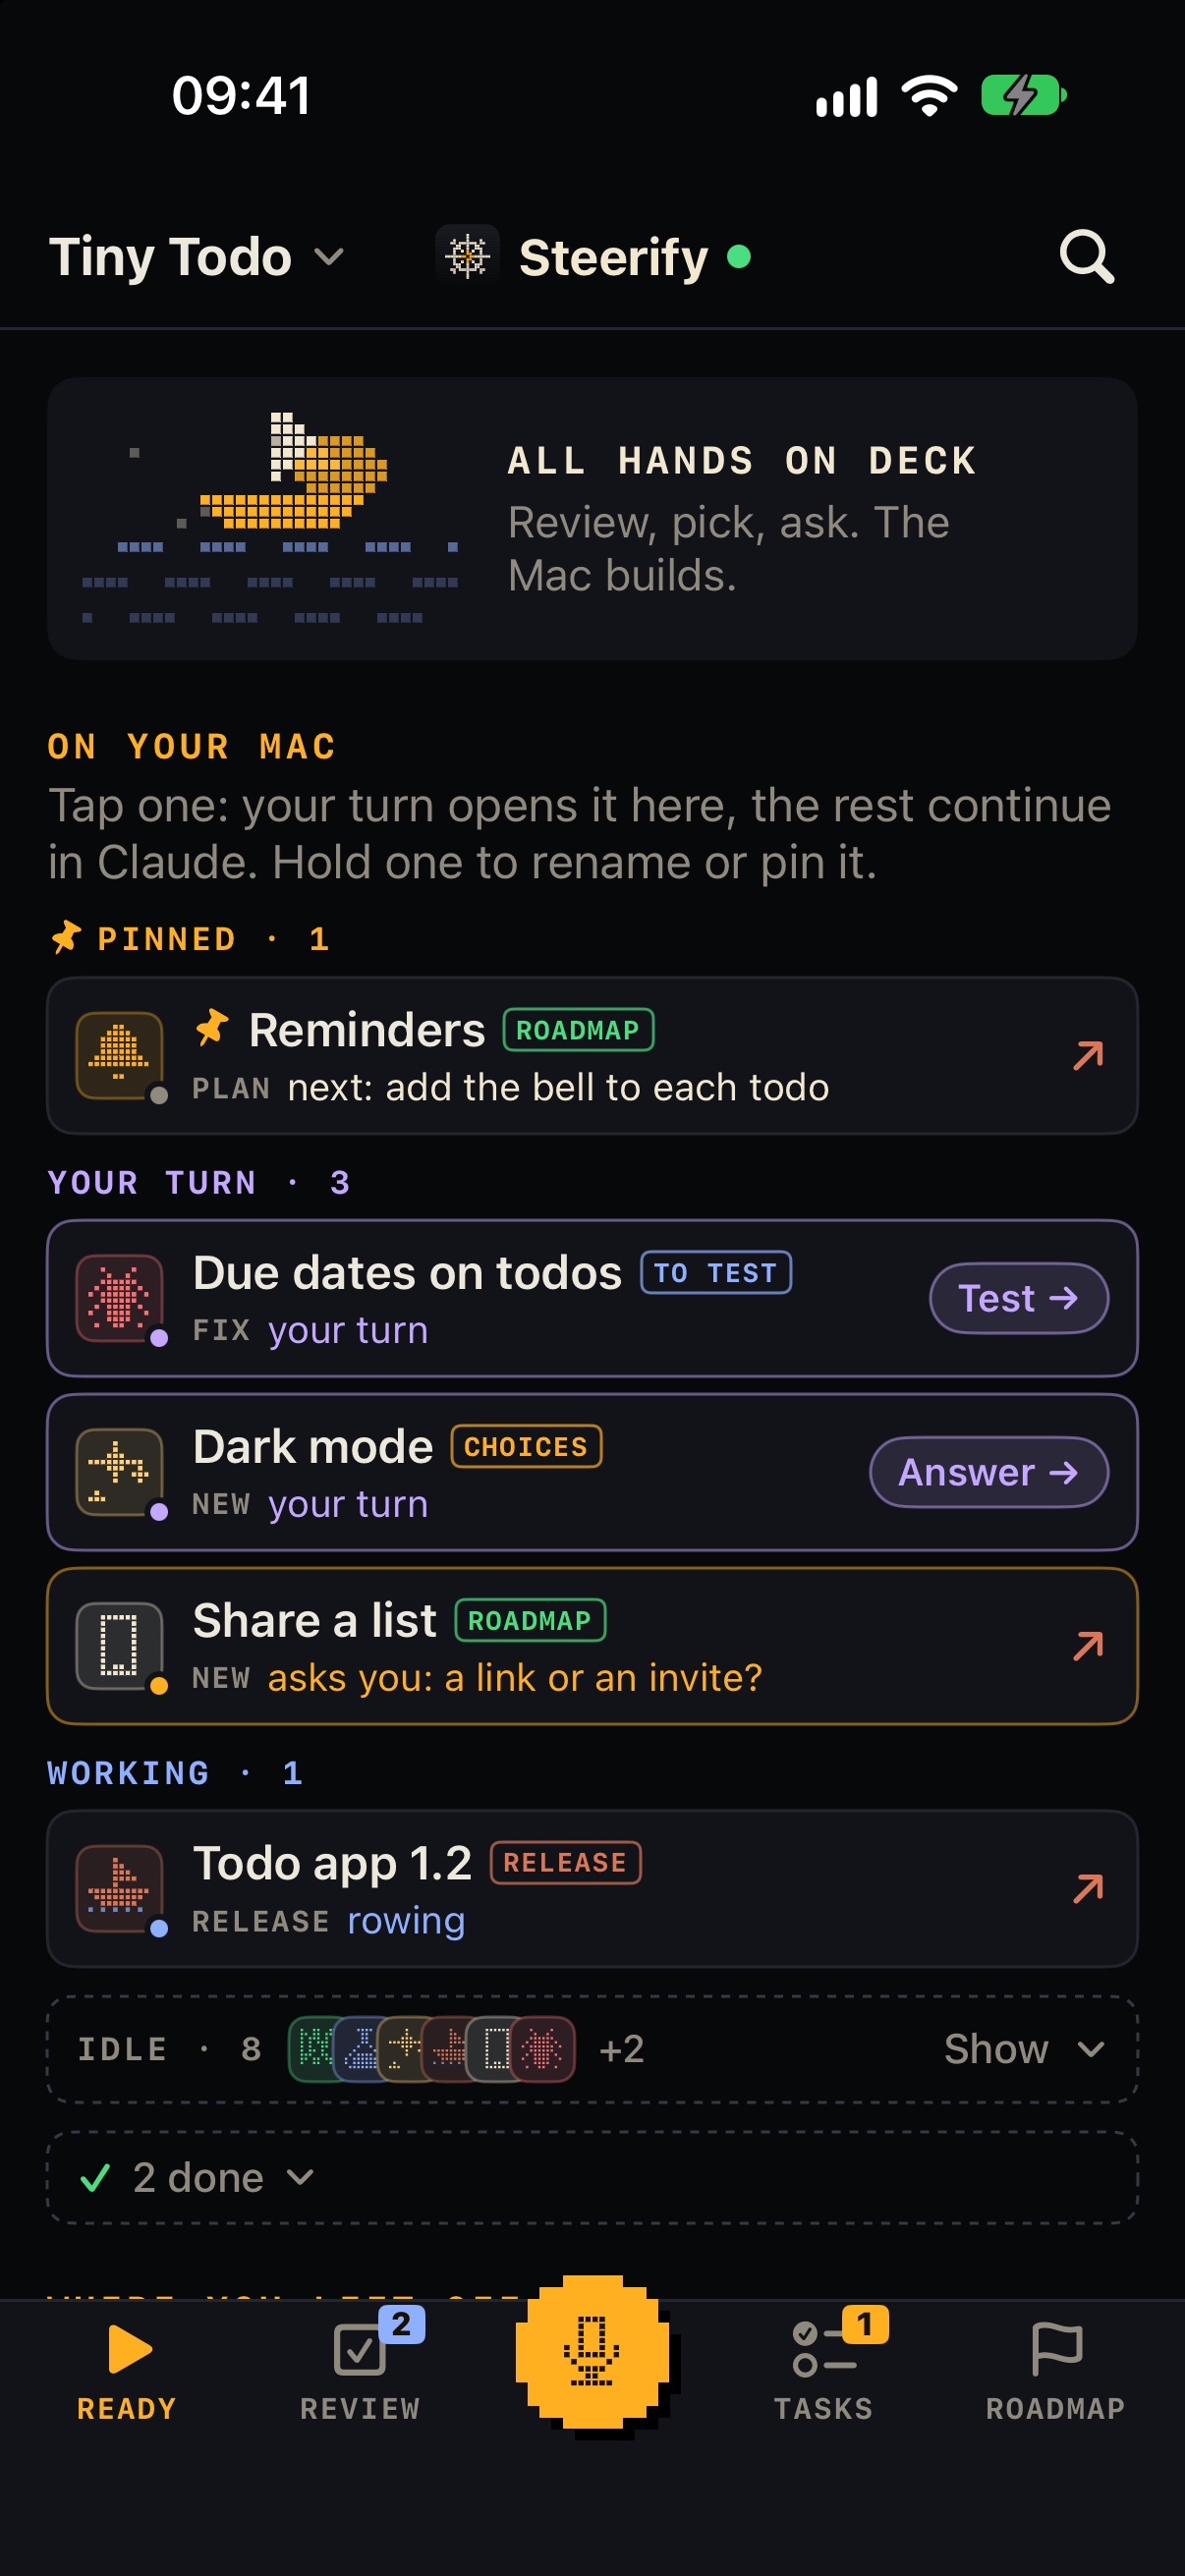 09:41
Tiny Todo
Steerify
ALL HANDS ON DECK
Review, pick, ask. The
Mac builds.
ON YOUR MAC
Tap one: your turn opens it here, the rest continue
in Claude. Hold one to rename or pin it.
PINNED · 1
Reminders ROADMAP
PLAN next: add the bell to each todo
YOUR TURN · 3
Due dates on todos TO TEST
FIX your turn
Test →
Dark mode CHOICES
NEW your turn
Answer →
Share a list ROADMAP
NEW asks you: a link or an invite?
WORKING · 1
Todo app 1.2 RELEASE
RELEASE rowing
IDLE · 8 +2 Show
2 done
2 1
READY REVIEW TASKS ROADMAP